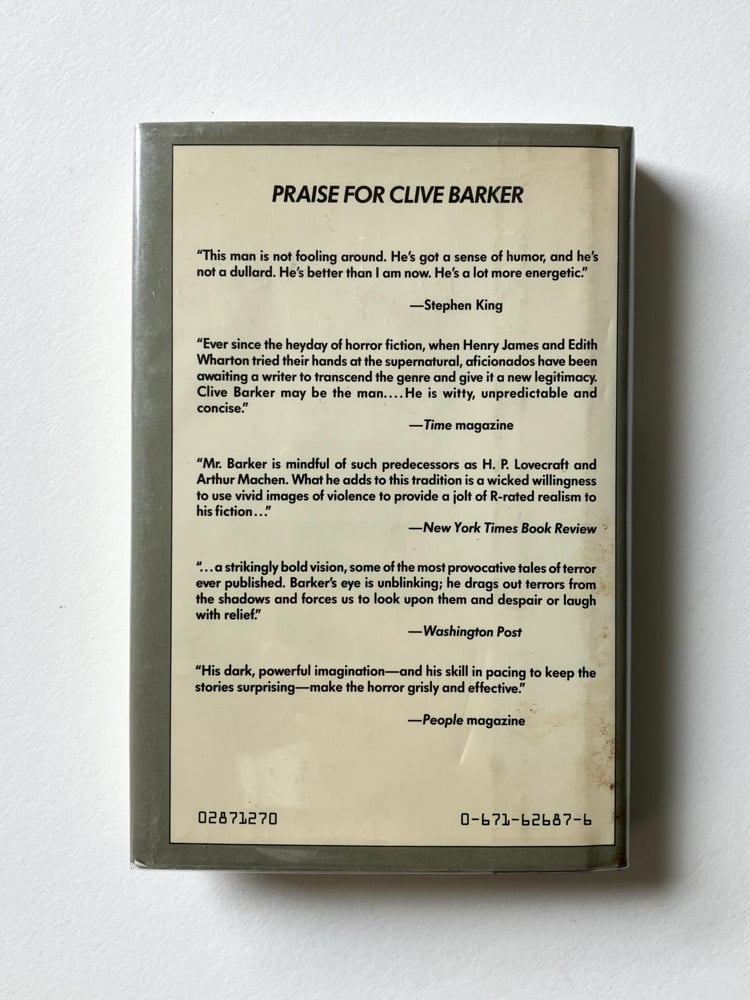 PRAISE FOR CLIVE BARKER
“This man is not fooling around. He’s got a sense of humor, and he’s
not a dullard. He’s better than I am now. He’s a lot more energetic.”
—Stephen King
“Ever since the heyday of horror fiction, when Henry James and Edith
Wharton tried their hands at the supernatural, aficionados have been
awaiting a writer to transcend the genre and give it a new legitimacy.
Clive Barker may be the man....He is witty, unpredictable and
concise.”
—Time magazine
“Mr. Barker is mindful of such predecessors as H. P. Lovecraft and
Arthur Machen. What he adds to this tradition is a wicked willingness
to use vivid images of violence to provide a jolt of R-rated realism to
his fiction...”
—New York Times Book Review
“...a strikingly bold vision, some of the most provocative tales of terror
ever published. Barker’s eye is unblinking; he drags out terrors from
the shadows and forces us to look upon them and despair or laugh
with relief.”
—Washington Post
“His dark, powerful imagination—and his skill in pacing to keep the
stories surprising—make the horror grisly and effective.”
—People magazine
02871270
0-671-62687-6